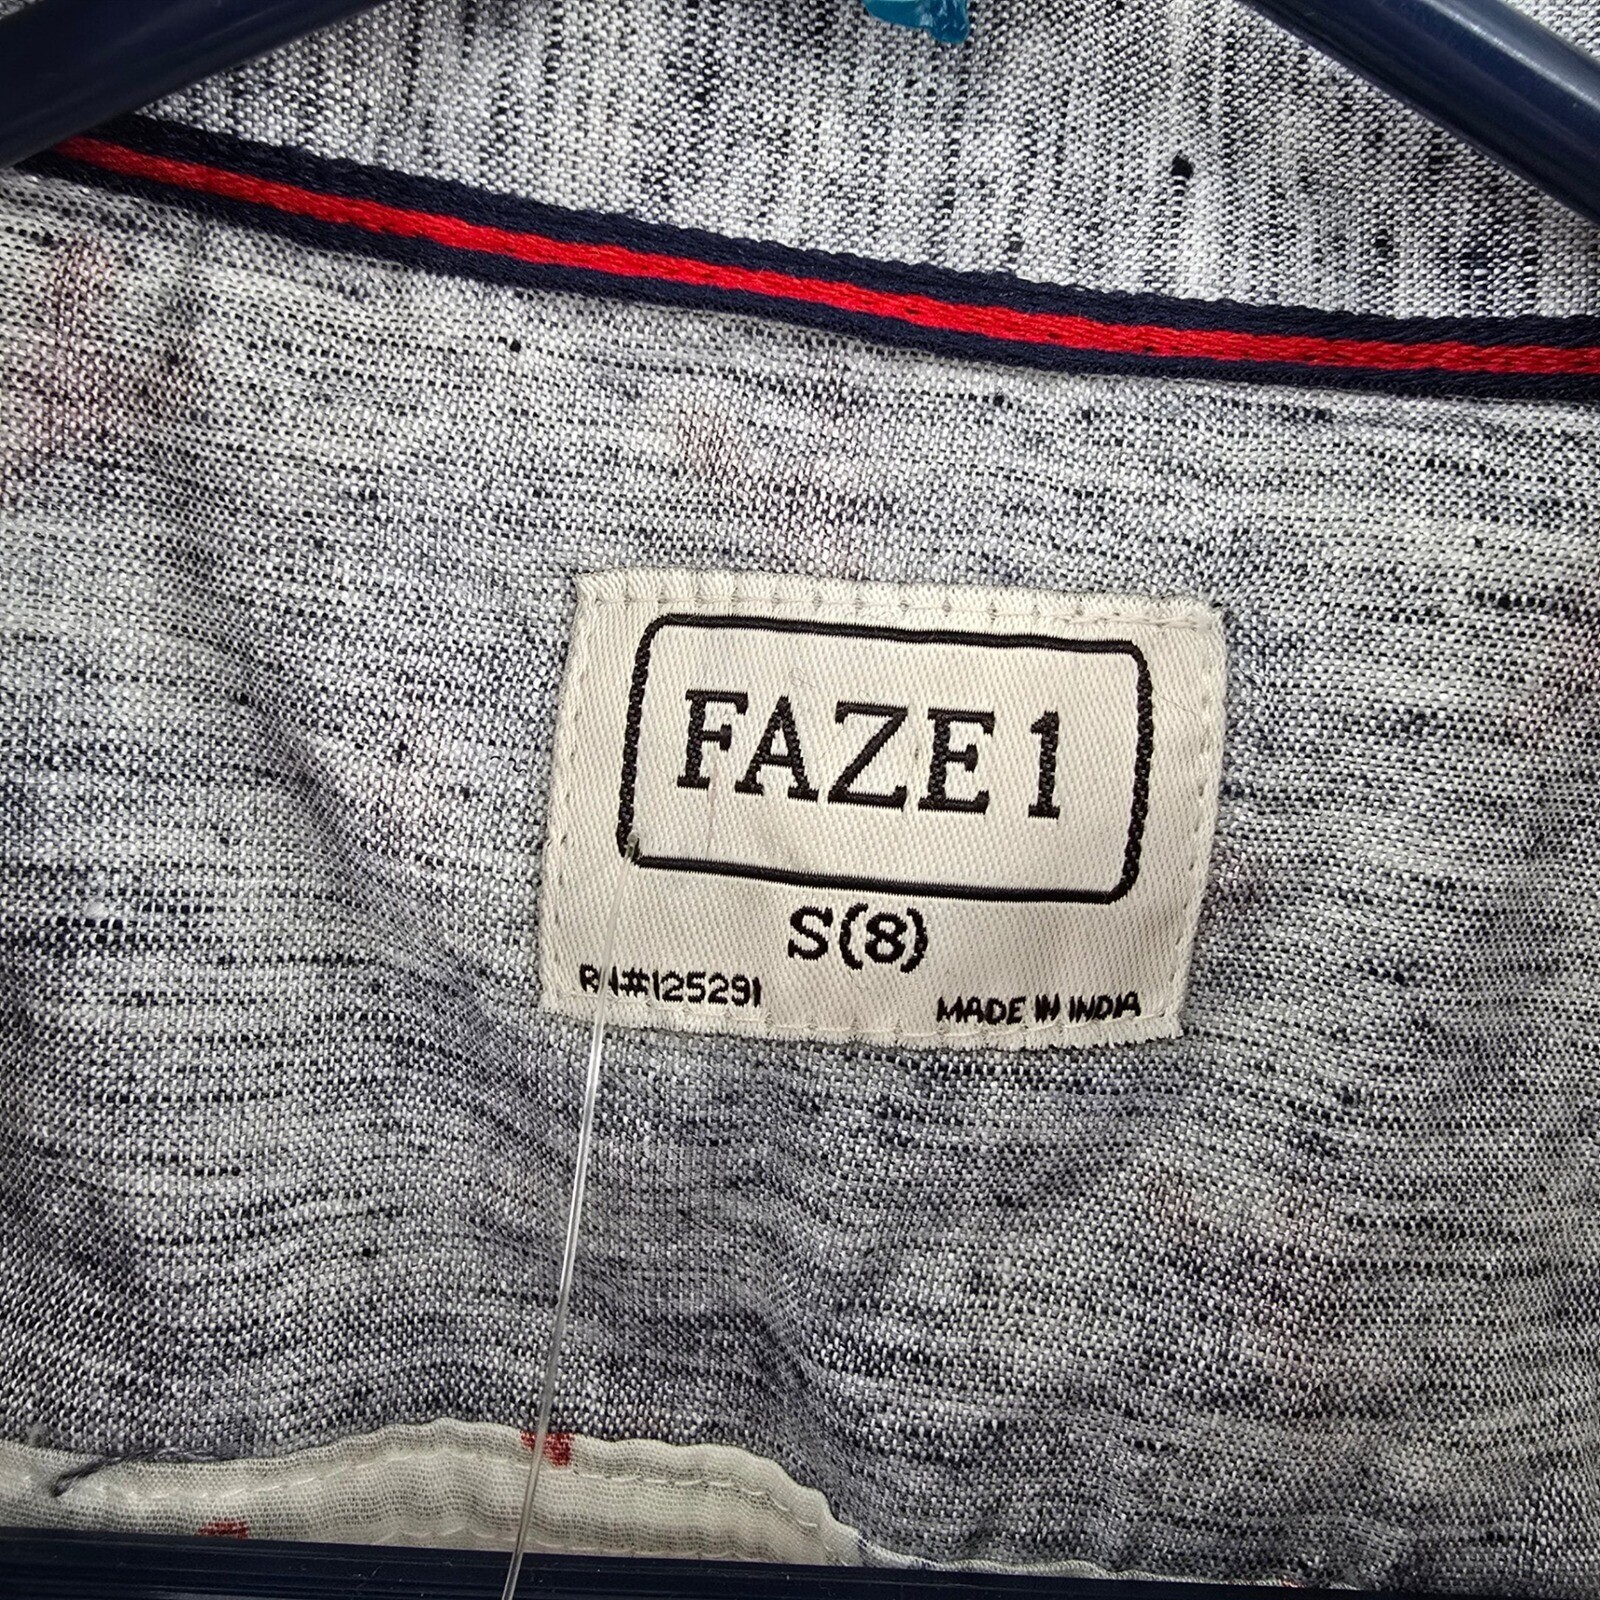 FAZE 1
S(8)
RN#125291
MADE IN INDIA